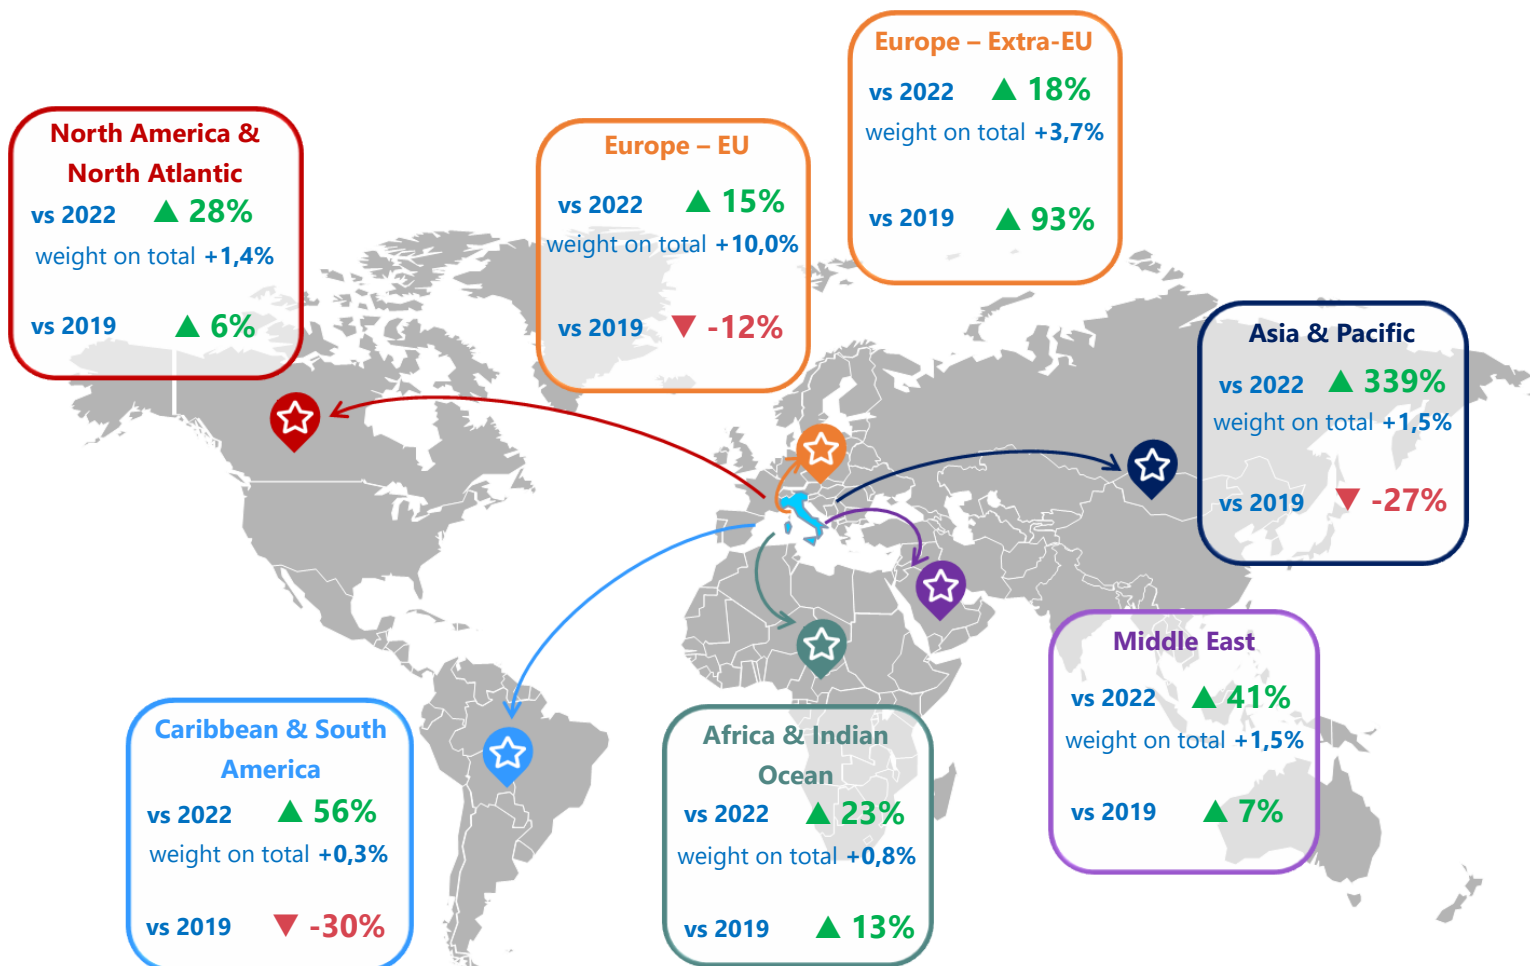 Europe – Extra-EU
vs 2022 ▲ 18%
weight on total +3,7%
vs 2019 ▲ 93%
North America &
North Atlantic
vs 2022 ▲ 28%
weight on total +1,4%
vs 2019 ▲ 6%
Europe – EU
vs 2022 ▲ 15%
weight on total +10,0%
vs 2019 ▼ -12%
Asia & Pacific
vs 2022 ▲ 339%
weight on total +1,5%
vs 2019 ▼ -27%
Middle East
vs 2022 ▲ 41%
weight on total +1,5%
vs 2019 ▲ 7%
Caribbean & South
America
vs 2022 ▲ 56%
weight on total +0,3%
vs 2019 ▼ -30%
Africa & Indian
Ocean
vs 2022 ▲ 23%
weight on total +0,8%
vs 2019 ▲ 13%